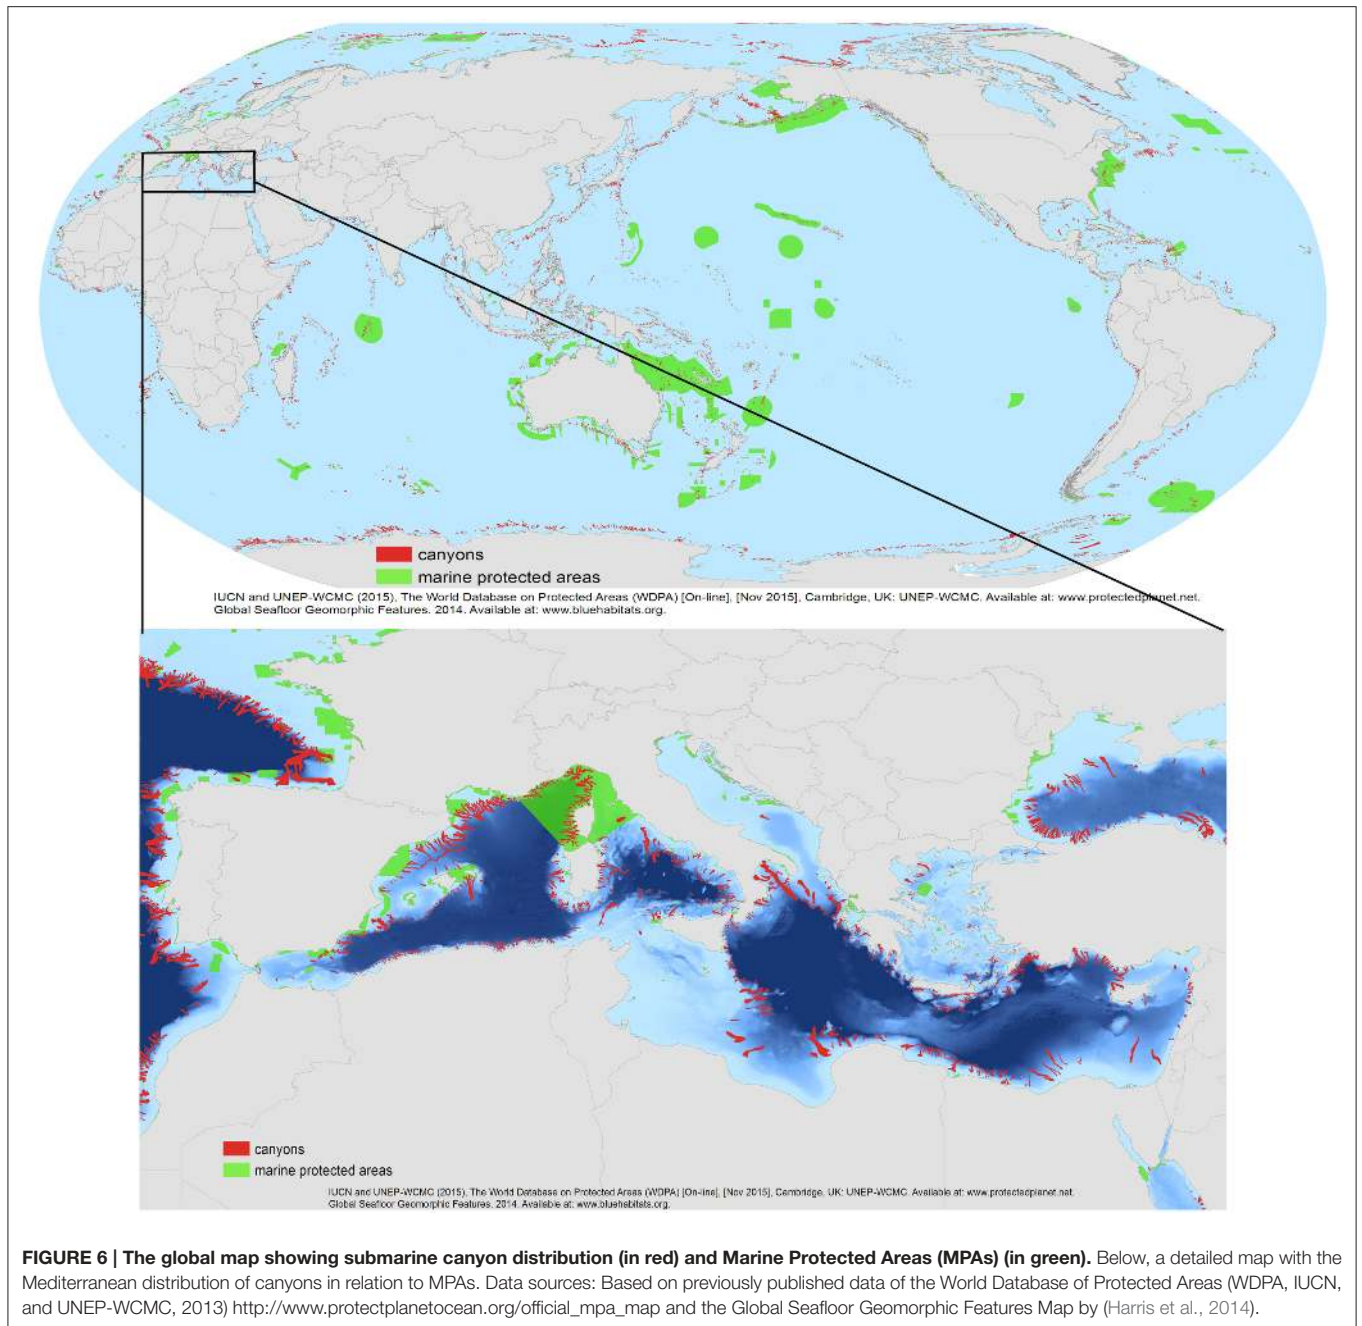 canyons
marine protected areas
IUCN and UNEP-WCMC (2015), The World Database on Protected Areas (WDPA) [On-line], [Nov 2015], Cambridge, UK: UNEP-WCMC. Available at: www.protectedplanet.net.
Global Seafloor Geomorphic Features. 2014. Available at: www.bluehabitats.org.
canyons
marine protected areas
IUCN and UNEP-WCMC (2015), The World Database on Protected Areas (WDPA) [On-line], [Nov 2015], Cambridge, UK: UNEP-WCMC. Available at: www.protectedplanet.net.
Global Seafloor Geomorphic Features. 2014. Available at: www.bluehabitats.org.
FIGURE 6 | The global map showing submarine canyon distribution (in red) and Marine Protected Areas (MPAs) (in green). Below, a detailed map with the
Mediterranean distribution of canyons in relation to MPAs. Data sources: Based on previously published data of the World Database of Protected Areas (WDPA, IUCN,
and UNEP-WCMC, 2013) http://www.protectplanetocean.org/official_mpa_map and the Global Seafloor Geomorphic Features Map by (Harris et al., 2014).